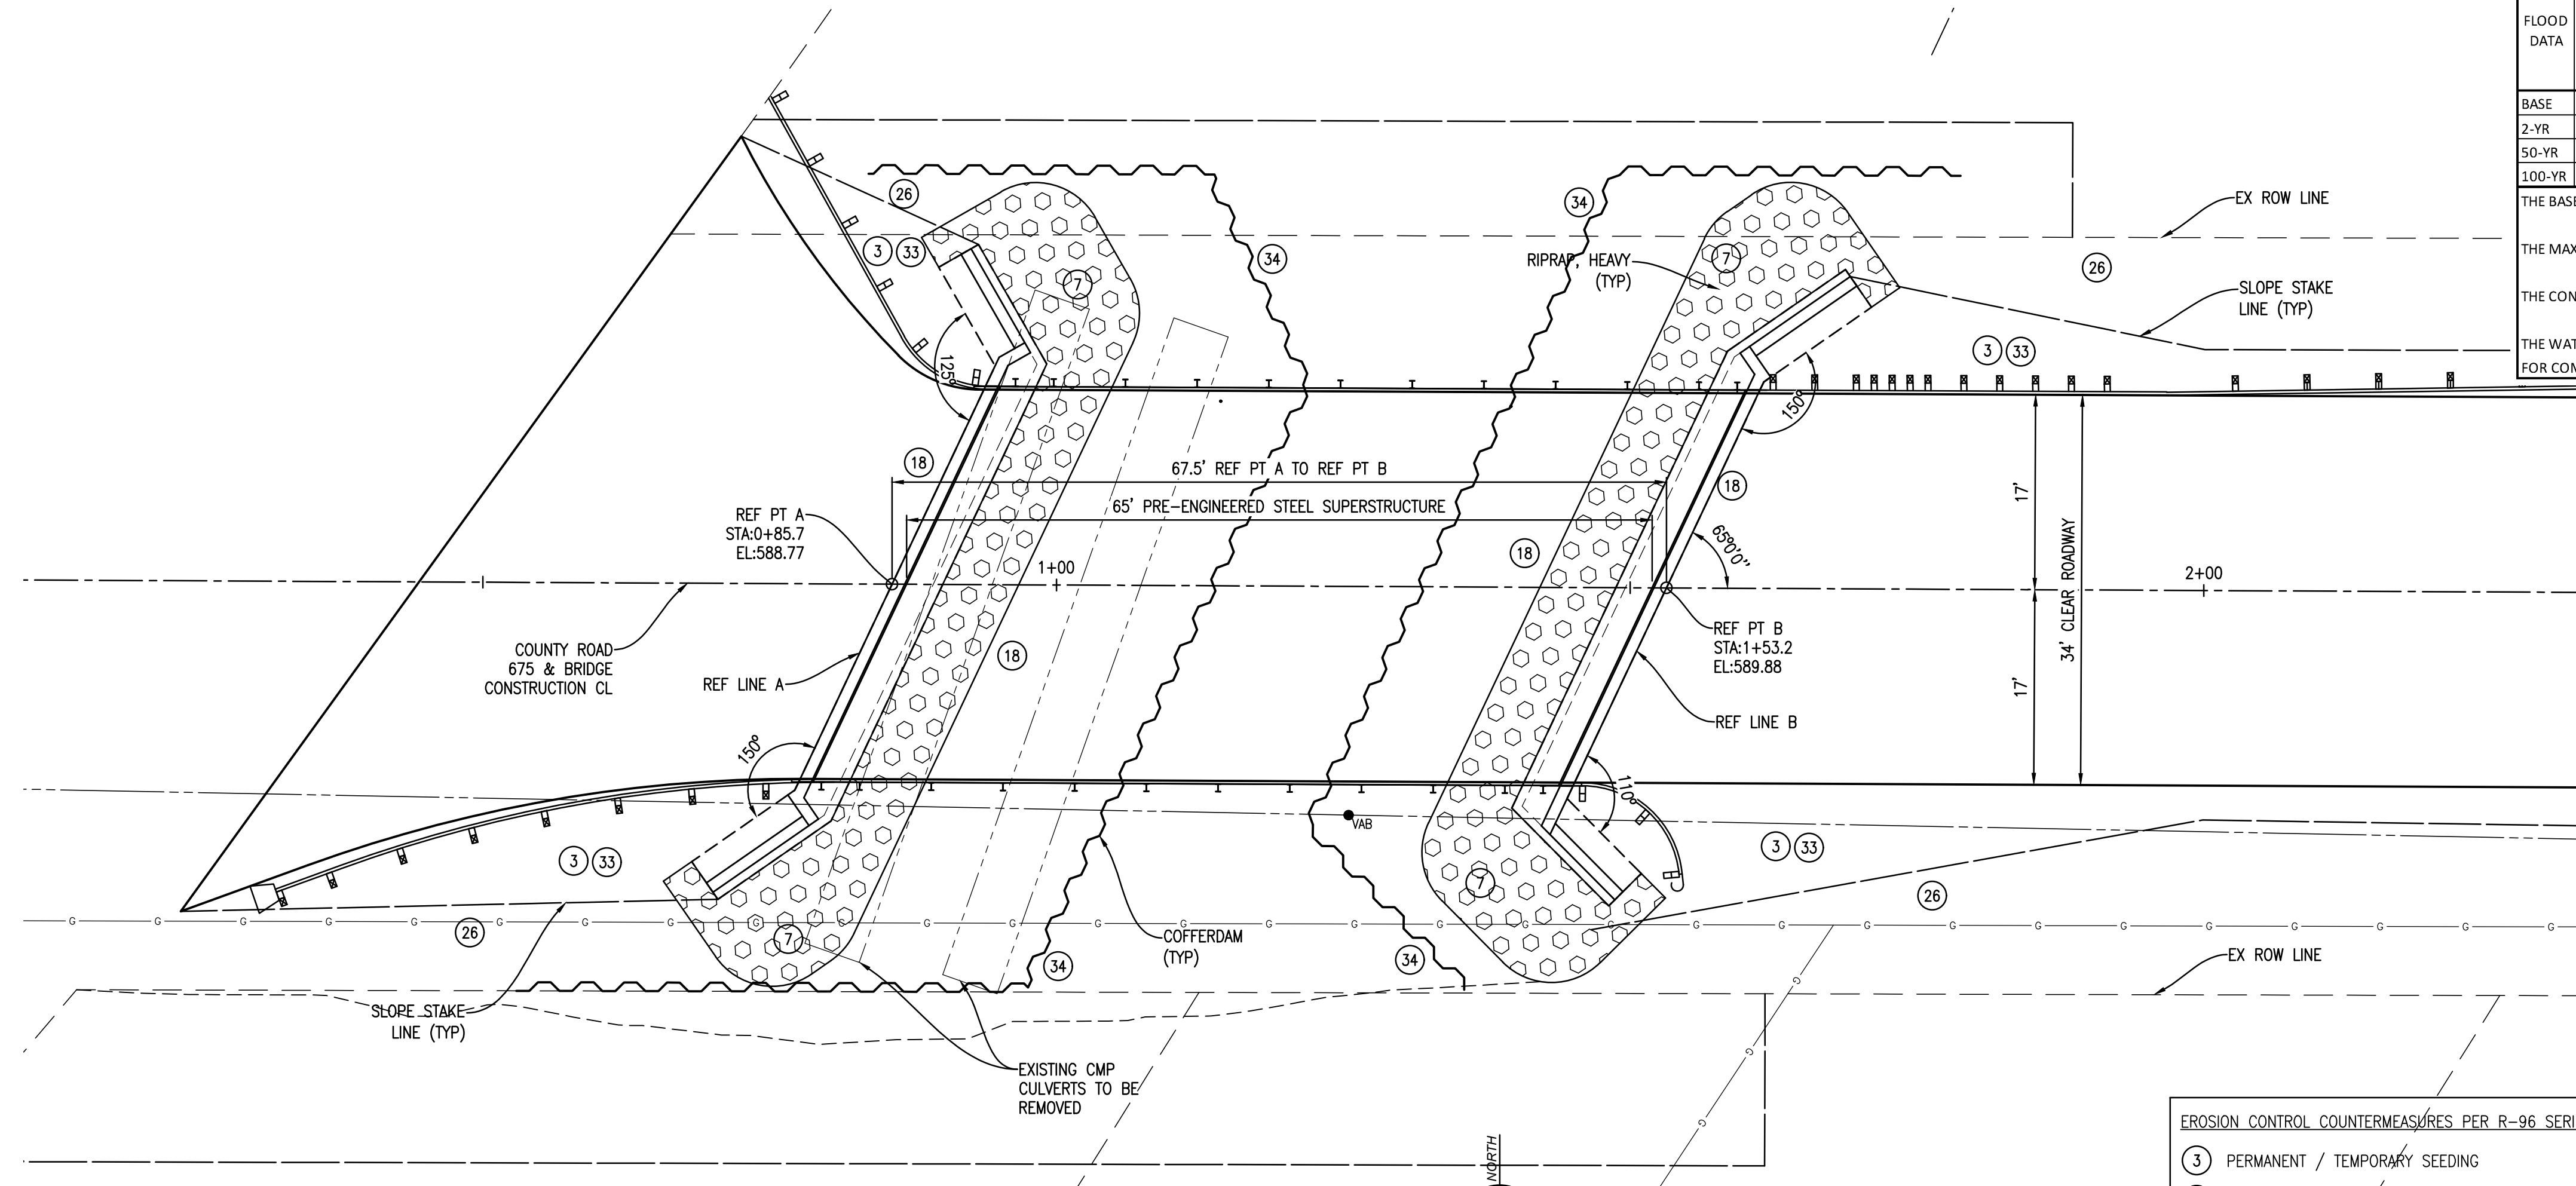 FLOOD
DATA
BASE
2-YR
50-YR
100-YR
THE BASE
THE MAX
THE CON
THE WAT
FOR COM
26
3 33
7
34
34
RIPRAP, HEAVY
(TYP)
7
EX ROW LINE
26
SLOPE STAKE
LINE (TYP)
3 33
125°
150°
18
67.5' REF PT A TO REF PT B
65' PRE-ENGINEERED STEEL SUPERSTRUCTURE
18
17'
REF PT A
STA:0+85.7
EL:588.77
1+00
18
65°0'0"
2+00
34' CLEAR ROADWAY
COUNTY ROAD
675 & BRIDGE
CONSTRUCTION CL
REF LINE A
18
REF PT B
STA:1+53.2
EL:589.88
17'
REF LINE B
150°
110°
VAB
3 33
3 33
26
26
7
7
G G G G G G G G G G G G G G G G G G G G G G G G G G G G G G
COFFERDAM
(TYP)
34
34
EX ROW LINE
SLOPE STAKE
LINE (TYP)
G
G
G
EXISTING CMP
CULVERTS TO BE
REMOVED
NORTH
EROSION CONTROL COUNTERMEASURES PER R-96 SERI
3 PERMANENT / TEMPORARY SEEDING